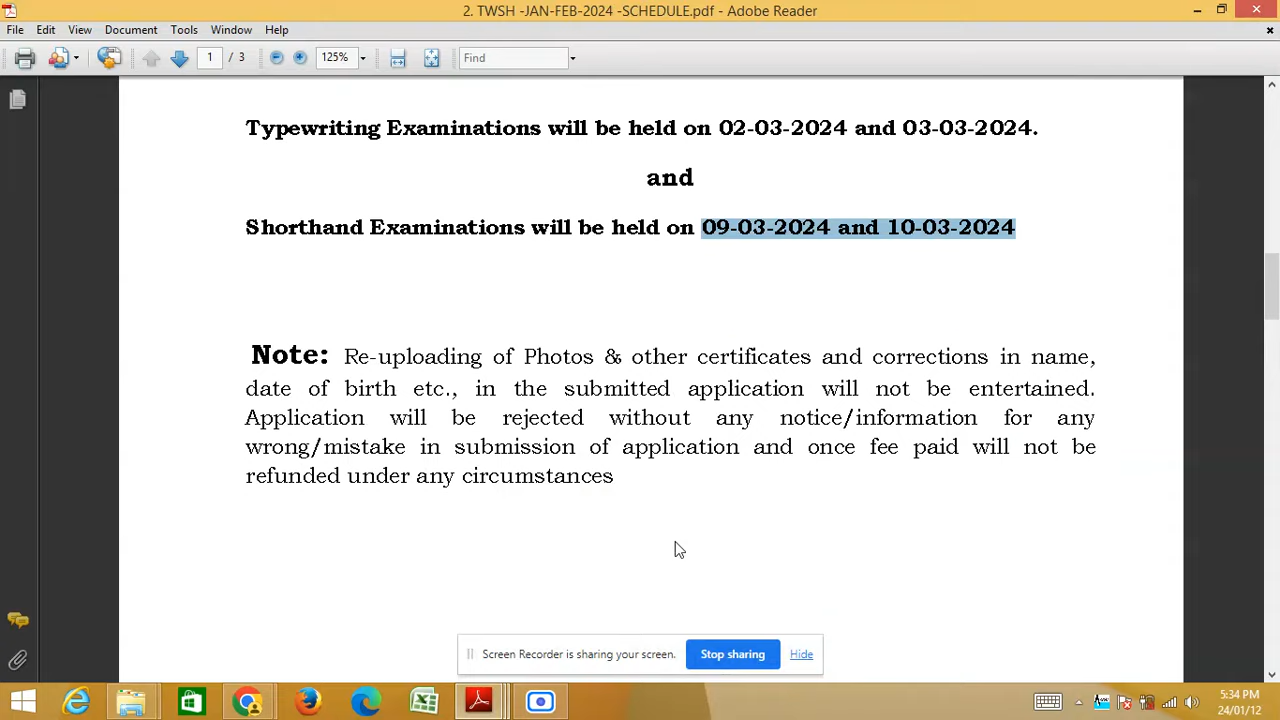 2. TWSH -JAN-FEB-2024 -SCHEDULE.pdf - Adobe Reader
File Edit View Document Tools Window Help
1 / 3 125% Find
Typewriting Examinations will be held on 02-03-2024 and 03-03-2024.
and
Shorthand Examinations will be held on 09-03-2024 and 10-03-2024
Note: Re-uploading of Photos & other certificates and corrections in name,
date of birth etc., in the submitted application will not be entertained.
Application will be rejected without any notice/information for any
wrong/mistake in submission of application and once fee paid will not be
refunded under any circumstances
Screen Recorder is sharing your screen. Stop sharing Hide
5:34 PM
24/01/12